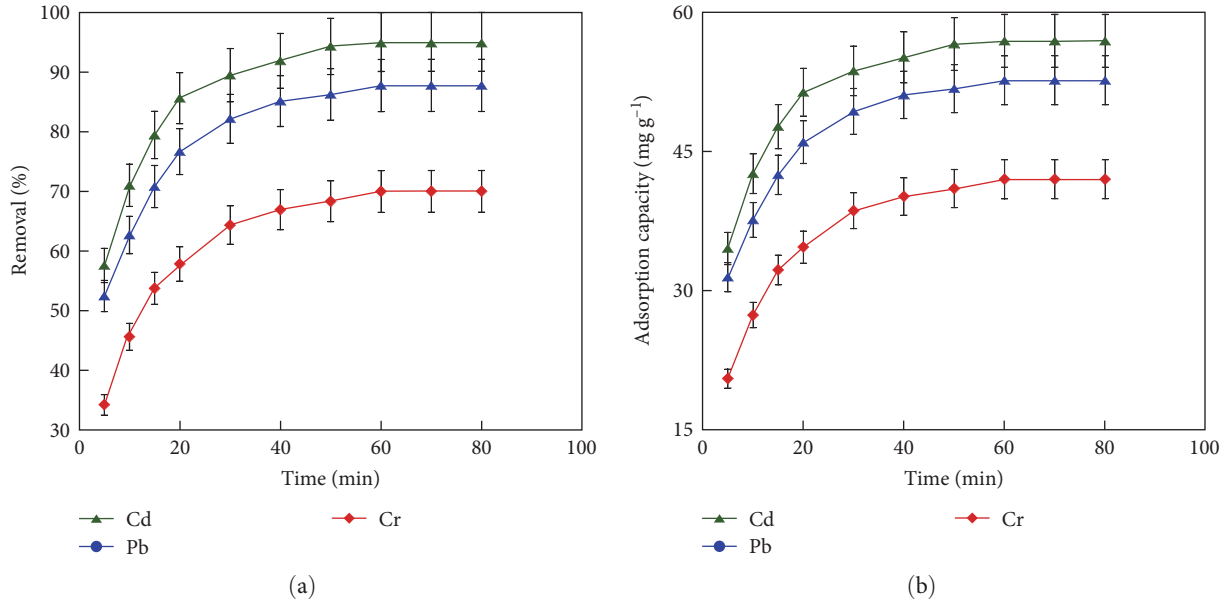 100
90
80
70
60
50
40
30
Removal (%)
0 20 40 60 80 100
Time (min)
Cd Cr
Pb
(a)
60
45
30
15
Adsorption capacity (mg g⁻¹)
0 20 40 60 80 100
Time (min)
Cd Cr
Pb
(b)